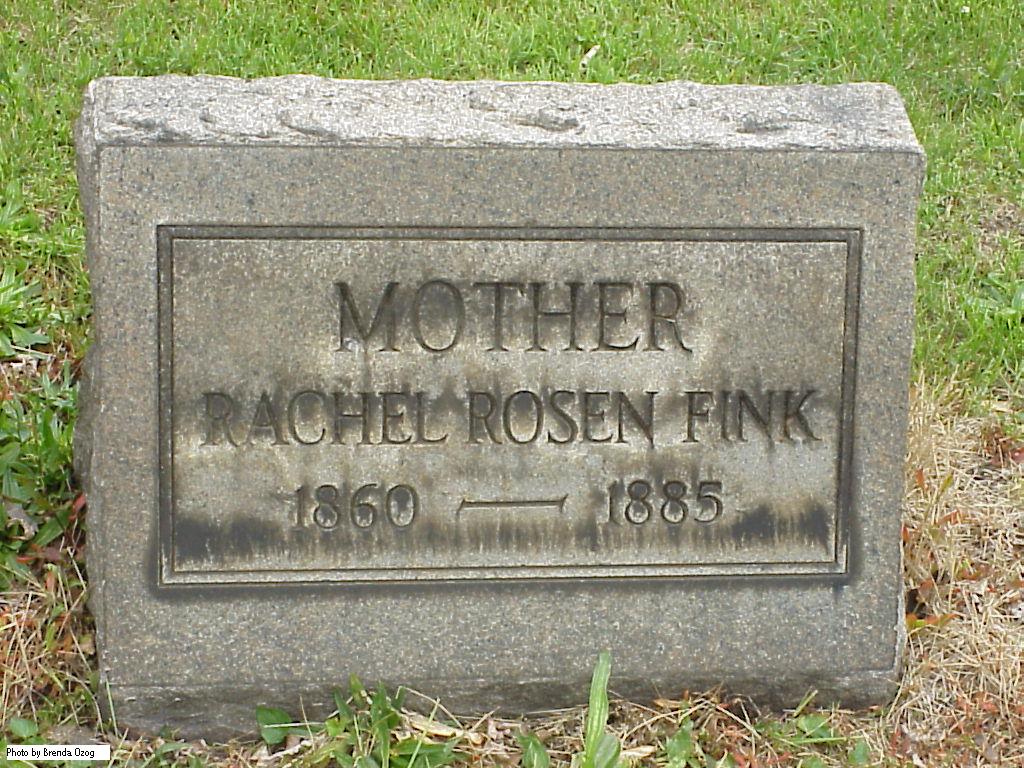 MOTHER
RACHEL ROSEN FINK
1860 — 1885
Photo by Brenda Ozog